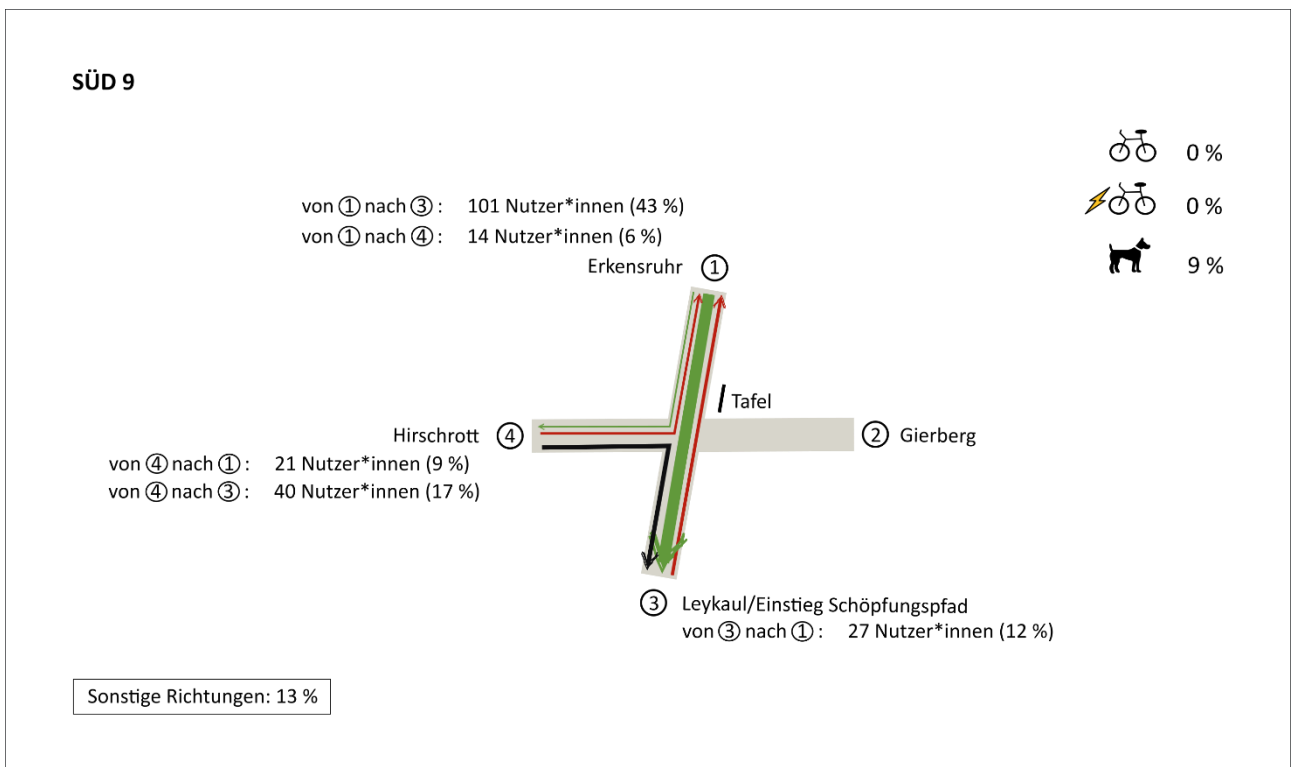 SÜD 9
0 %
0 %
9 %
von ① nach ③ : 101 Nutzer*innen (43 %)
von ① nach ④ : 14 Nutzer*innen (6 %)
Erkensruhr ①
Tafel
Hirschrott ④
② Gierberg
von ④ nach ① : 21 Nutzer*innen (9 %)
von ④ nach ③ : 40 Nutzer*innen (17 %)
③ Leykaul/Einstieg Schöpfungspfad
von ③ nach ① : 27 Nutzer*innen (12 %)
Sonstige Richtungen: 13 %